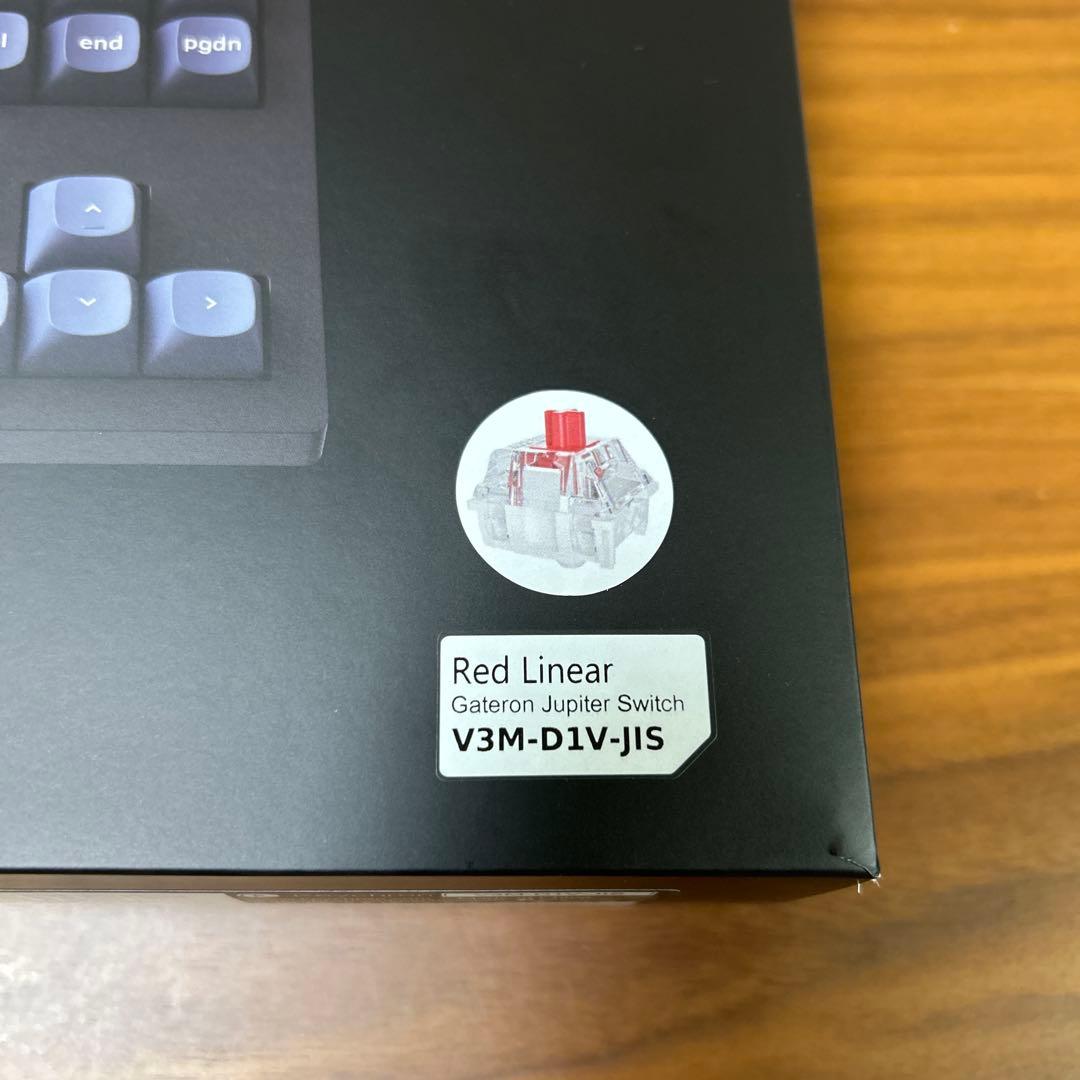 end pgdn
Red Linear
Gateron Jupiter Switch
V3M-D1V-JIS